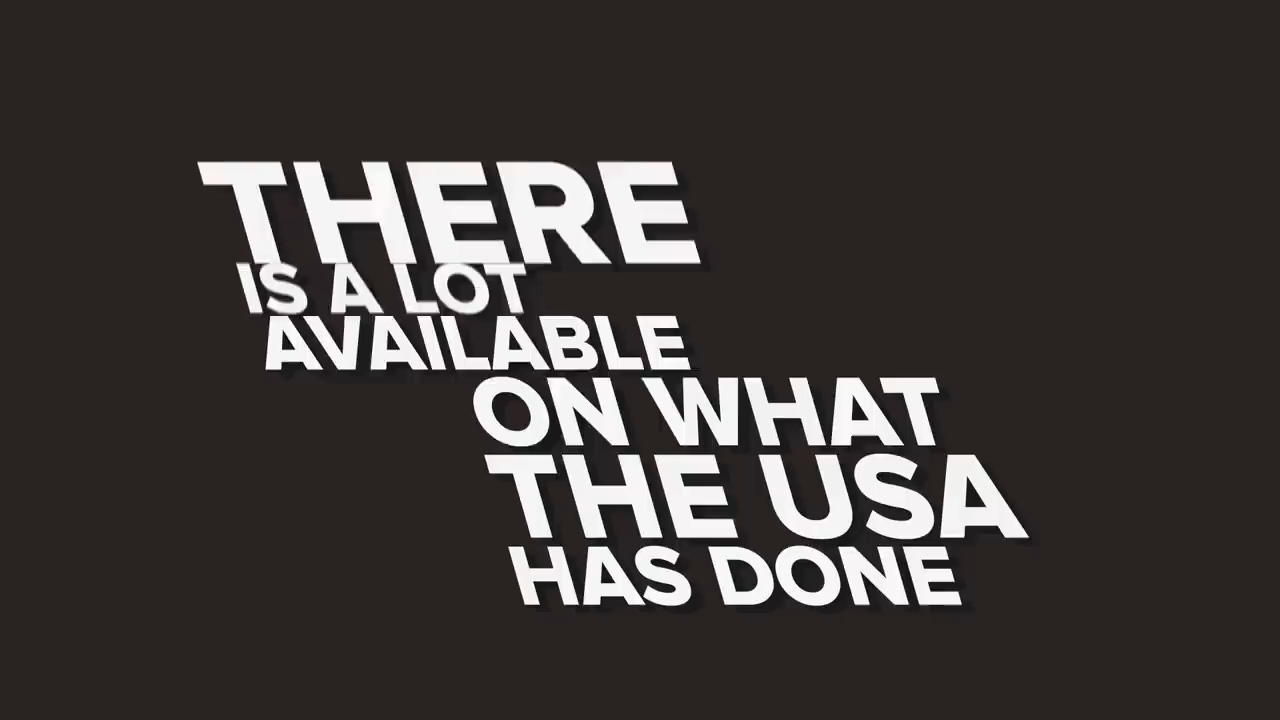 THERE
IS A LOT
AVAILABLE
ON WHAT
THE USA
HAS DONE